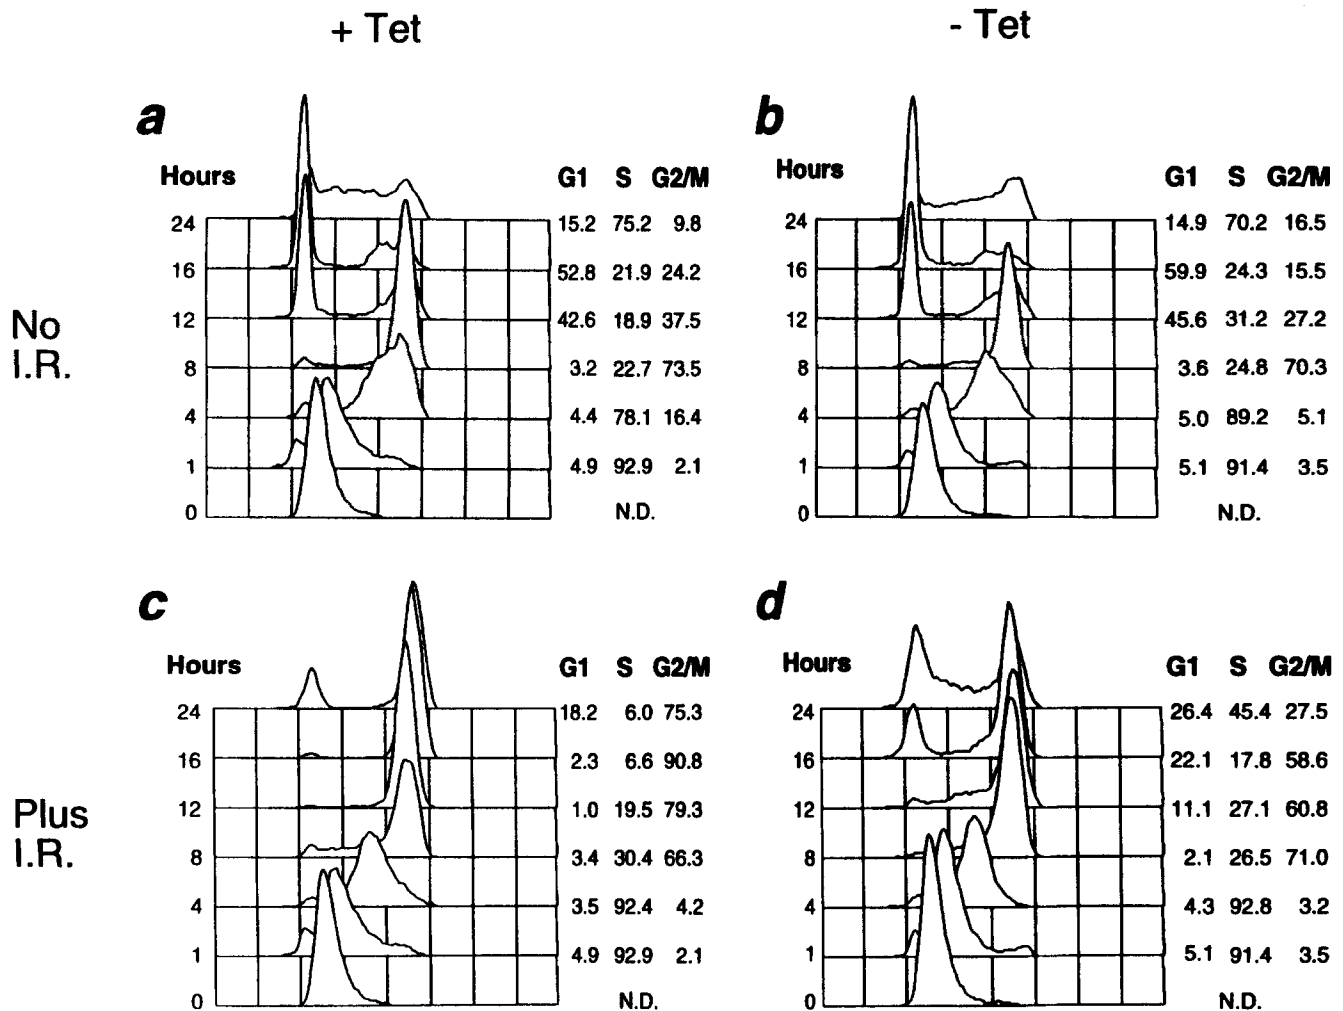 + Tet
- Tet
a
Hours G1 S G2/M
24 15.2 75.2 9.8
16 52.8 21.9 24.2
12 42.6 18.9 37.5
8 3.2 22.7 73.5
4 4.4 78.1 16.4
1 4.9 92.9 2.1
0 N.D.
b
Hours G1 S G2/M
24 14.9 70.2 16.5
16 59.9 24.3 15.5
12 45.6 31.2 27.2
8 3.6 24.8 70.3
4 5.0 89.2 5.1
1 5.1 91.4 3.5
0 N.D.
No
I.R.
c
Hours G1 S G2/M
24 18.2 6.0 75.3
16 2.3 6.6 90.8
12 1.0 19.5 79.3
8 3.4 30.4 66.3
4 3.5 92.4 4.2
1 4.9 92.9 2.1
0 N.D.
d
Hours G1 S G2/M
24 26.4 45.4 27.5
16 22.1 17.8 58.6
12 11.1 27.1 60.8
8 2.1 26.5 71.0
4 4.3 92.8 3.2
1 5.1 91.4 3.5
0 N.D.
Plus
I.R.